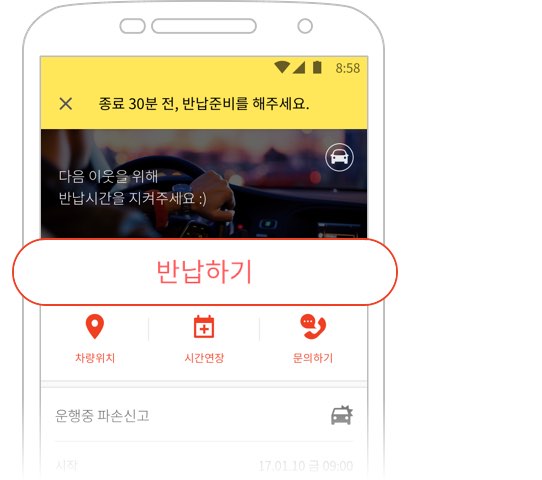 8:58
종료 30분 전, 반납준비를 해주세요.
다음 이웃을 위해
반납시간을 지켜주세요 :)
반납하기
차량위치 시간연장 문의하기
운행중 파손신고
시작 17.01.10 금 09:00